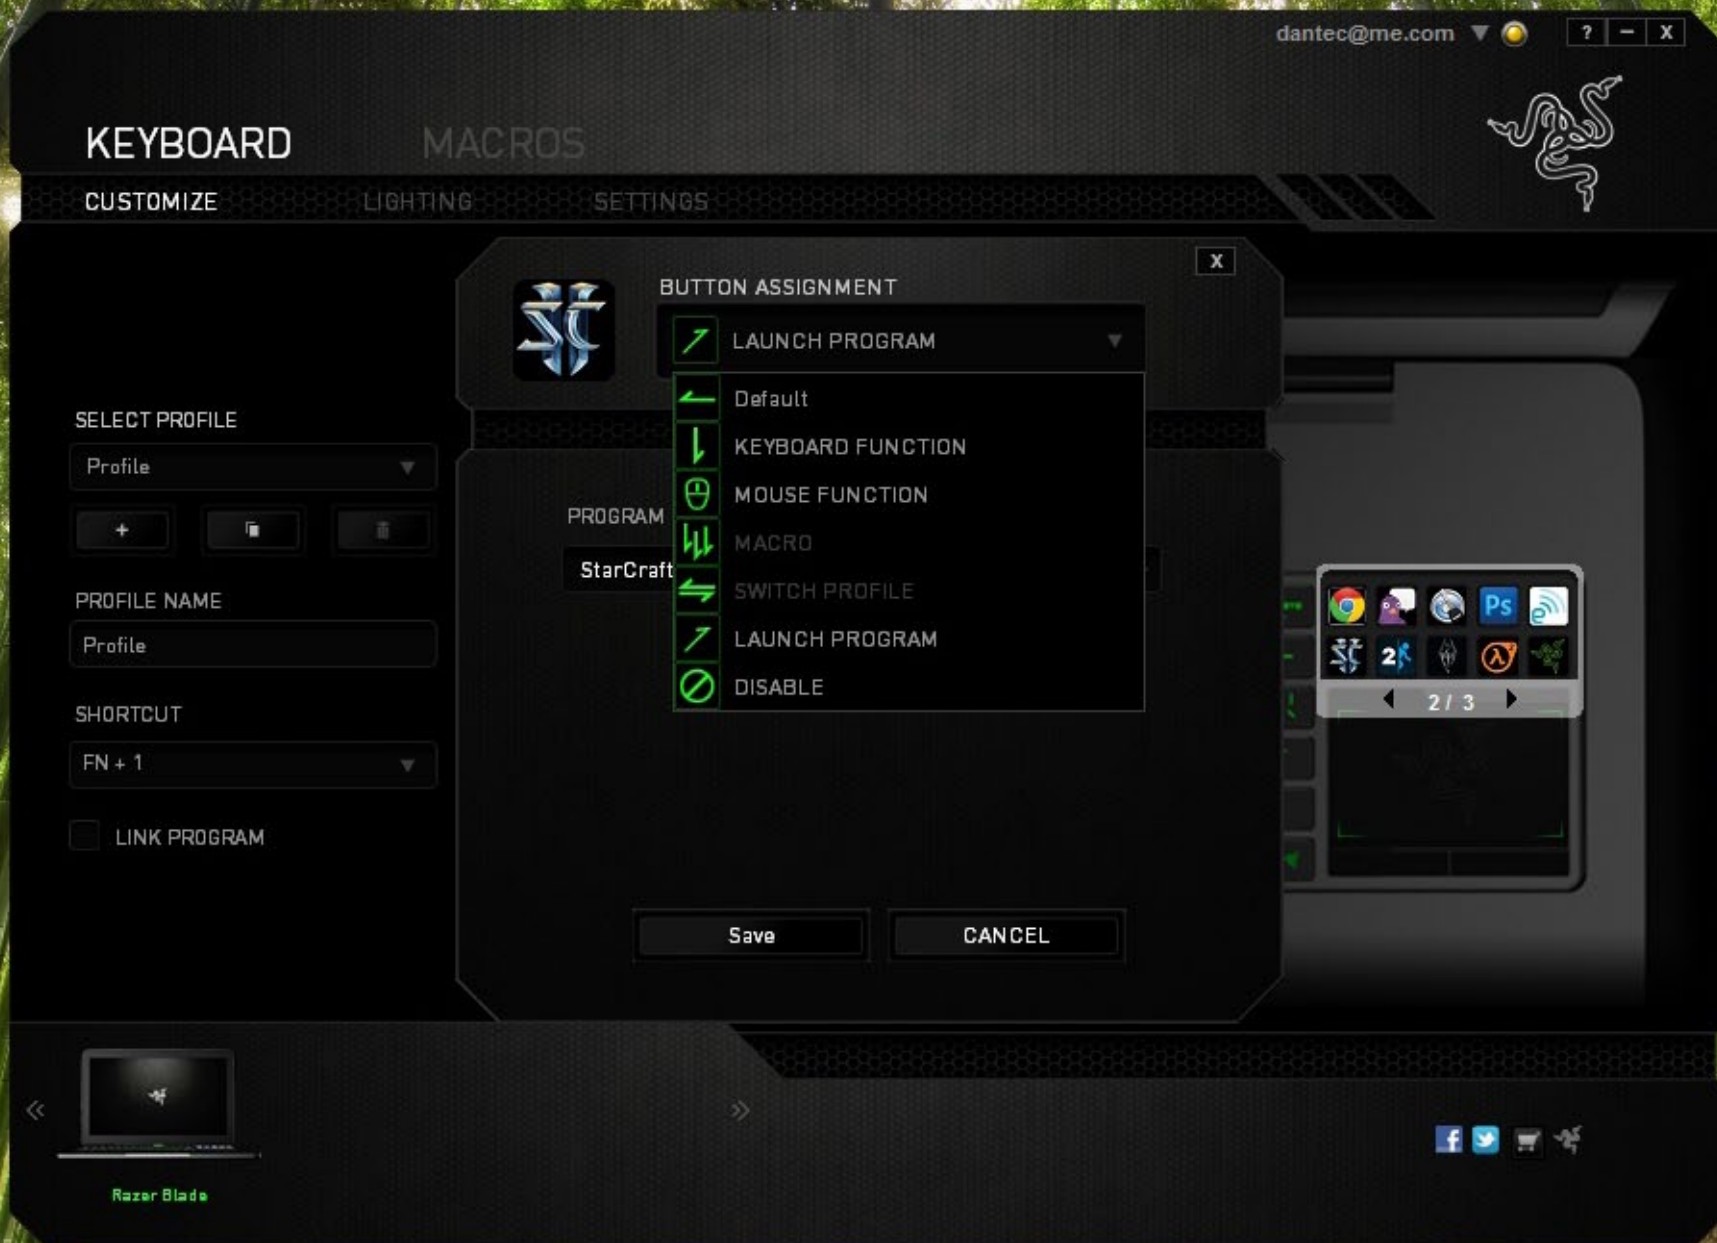 dantec@me.com
? – X
KEYBOARD MACROS
CUSTOMIZE LIGHTING SETTINGS
X
BUTTON ASSIGNMENT
LAUNCH PROGRAM
Default
KEYBOARD FUNCTION
MOUSE FUNCTION
MACRO
SWITCH PROFILE
LAUNCH PROGRAM
DISABLE
SELECT PROFILE
Profile
+
PROFILE NAME
Profile
SHORTCUT
FN + 1
LINK PROGRAM
PROGRAM
StarCraft
Save CANCEL
Ps
2
2 / 3
Razer Blade